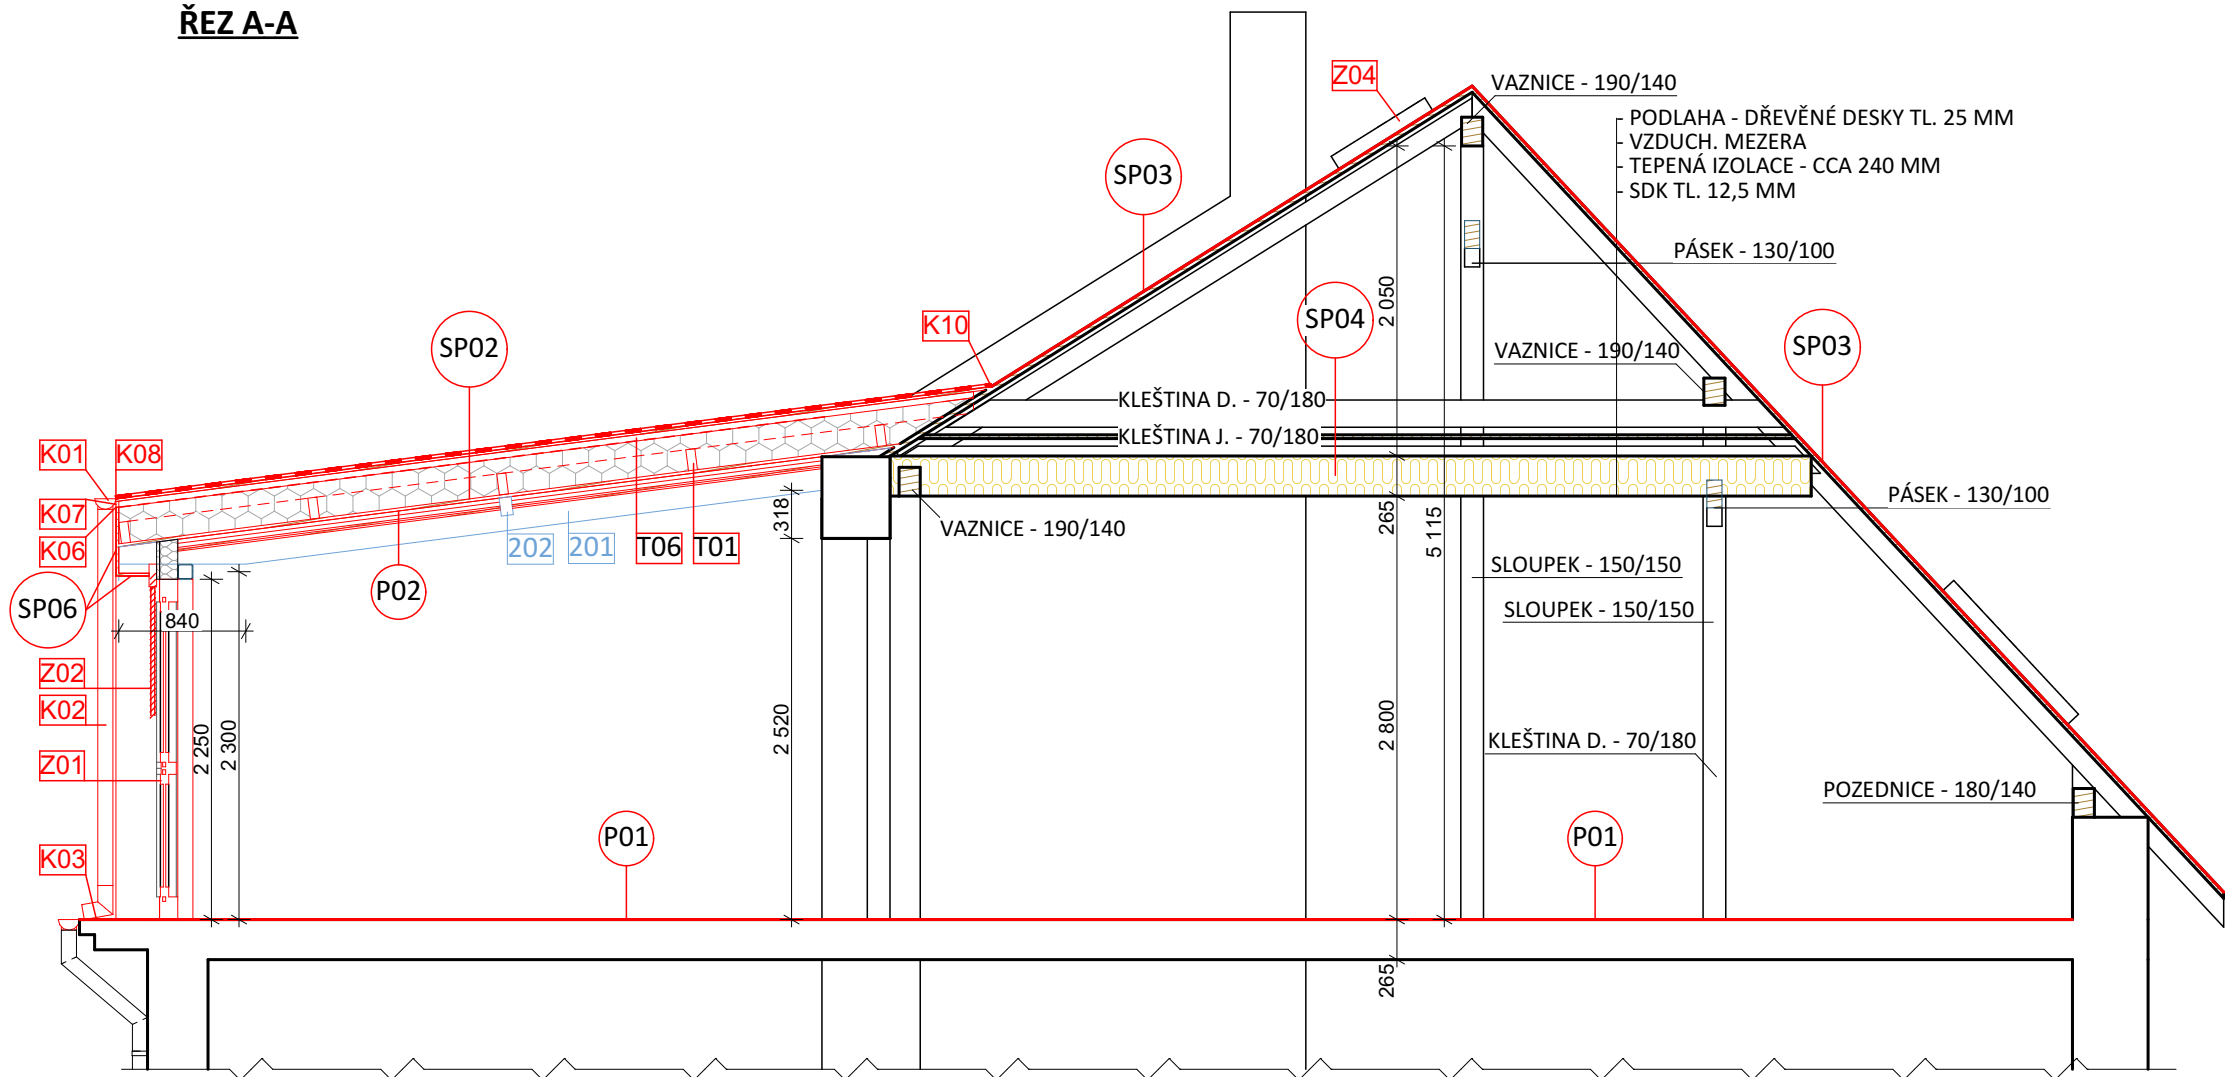 ŘEZ A-A
Z04
VAZNICE - 190/140
- PODLAHA - DŘEVĚNÉ DESKY TL. 25 MM
- VZDUCH. MEZERA
- TEPENÁ IZOLACE - CCA 240 MM
- SDK TL. 12,5 MM
SP03
PÁSEK - 130/100
2 050
SP04
K10
SP02
VAZNICE - 190/140
SP03
KLEŠTINA D. - 70/180
KLEŠTINA J. - 70/180
K01
K08
K07
K06
318
VAZNICE - 190/140
265
5 115
PÁSEK - 130/100
202
201
T06
T01
P02
SP06
840
SLOUPEK - 150/150
SLOUPEK - 150/150
Z02
K02
Z01
2 250
2 300
2 520
2 800
KLEŠTINA D. - 70/180
POZEDNICE - 180/140
K03
P01
P01
265